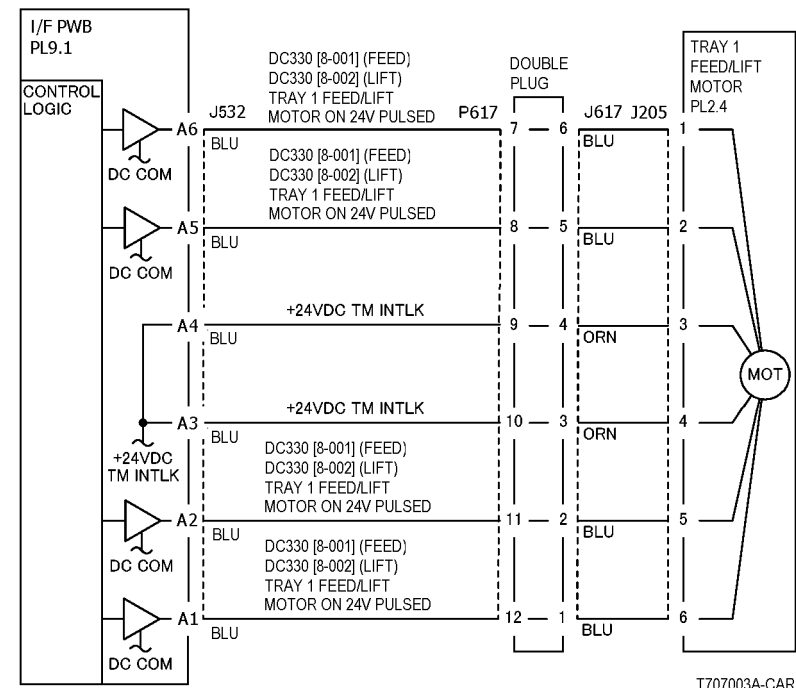 I/F PWB
PL9.1
CONTROL
LOGIC
DC330 [8-001] (FEED)
DC330 [8-002] (LIFT)
TRAY 1 FEED/LIFT
MOTOR ON 24V PULSED
DOUBLE
PLUG
TRAY 1
FEED/LIFT
MOTOR
PL2.4
A6 J532 P617 7 6 J617 J205 1
BLU BLU
DC COM
DC330 [8-001] (FEED)
DC330 [8-002] (LIFT)
TRAY 1 FEED/LIFT
MOTOR ON 24V PULSED
A5 8 5 2
BLU BLU
DC COM
+24VDC TM INTLK
A4 9 4 3
BLU ORN
MOT
+24VDC TM INTLK
A3 10 3 4
BLU ORN
+24VDC
TM INTLK
DC330 [8-001] (FEED)
DC330 [8-002] (LIFT)
TRAY 1 FEED/LIFT
MOTOR ON 24V PULSED
A2 11 2 5
BLU BLU
DC COM
DC330 [8-001] (FEED)
DC330 [8-002] (LIFT)
TRAY 1 FEED/LIFT
MOTOR ON 24V PULSED
A1 12 1 6
BLU BLU
DC COM
T707003A-CAR